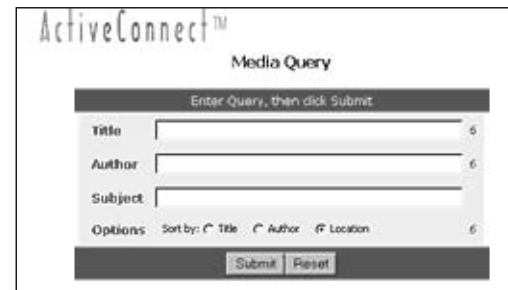 ActiveConnect™
Media Query
Enter Query, then click Submit
Title 6
Author 6
Subject
Options Sort by: Title Author Location 6
Submit Reset